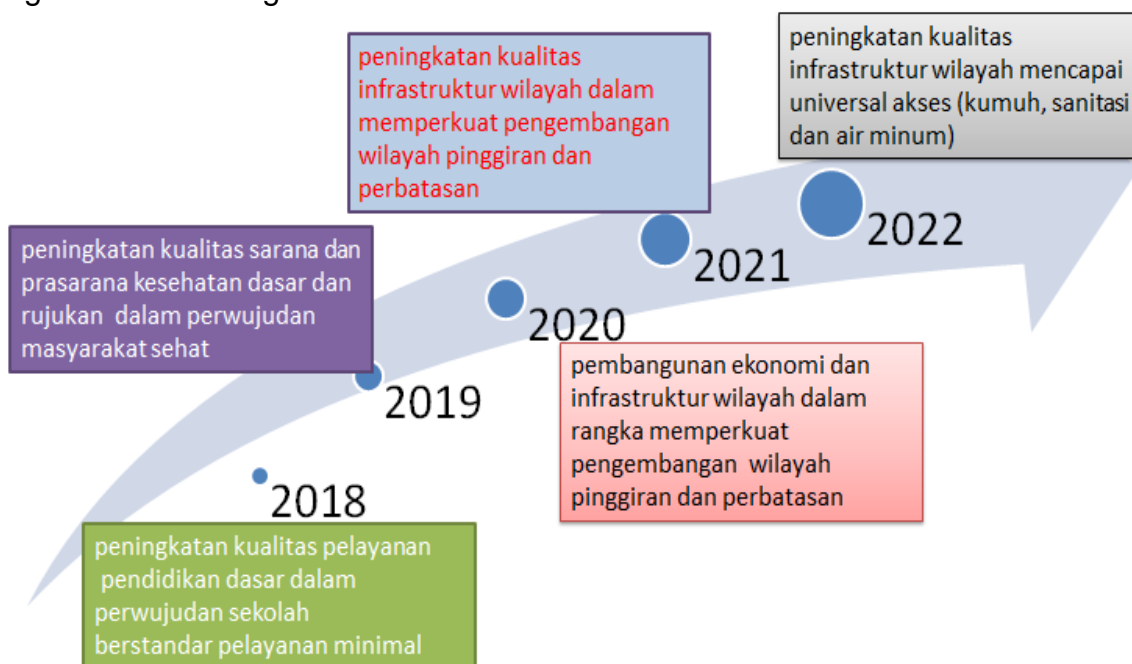 peningkatan kualitas
infrastruktur wilayah mencapai
universal akses (kumuh, sanitasi
dan air minum)
peningkatan kualitas
infrastruktur wilayah dalam
memperkuat pengembangan
wilayah pinggiran dan
perbatasan
2022
2021
peningkatan kualitas sarana dan
prasarana kesehatan dasar dan
rujukan dalam perwujudan
masyarakat sehat
2020
pembangunan ekonomi dan
infrastruktur wilayah dalam
rangka memperkuat
pengembangan wilayah
pinggiran dan perbatasan
2019
2018
peningkatan kualitas pelayanan
pendidikan dasar dalam
perwujudan sekolah
berstandar pelayanan minimal